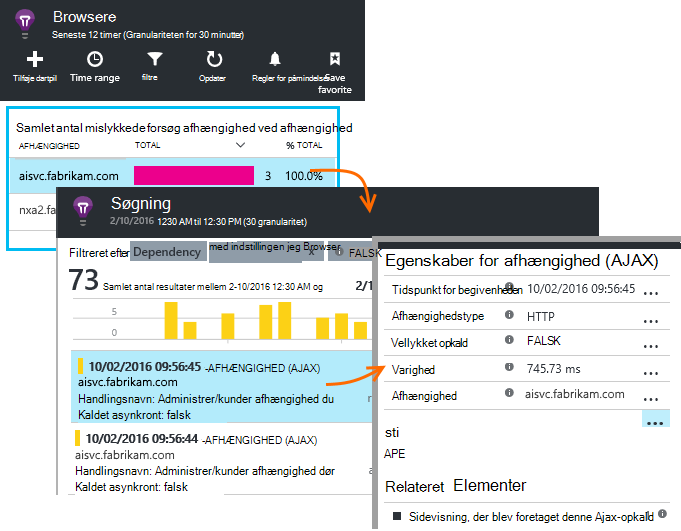 Browsere
Seneste 12 timer (Granulariteten for 30 minutter)
Tilføje dartpil
Time range
filtre
Opdater
Regler for påmindelser
Save favorite
Samlet antal mislykkede forsøg afhængighed ved afhængighed
AFHÆNGIGHED TOTAL % TOTAL
aisvc.fabrikam.com 3 100.0%
nxa2.fa
Søgning
2/10/2016 1230 AM til 12:30 PM (30 granularitet)
Filtreret efter Dependency med indstillingen jeg Browser x FALSK
73 Samlet antal resultater mellem 2-10/2016 12:30 AM og 2/1
5
0
10/02/2016 09:56:45 -AFHÆNGIGHED (AJAX)
aisvc.fabrikam.com
Handlingsnavn: Administrer/kunder afhængighed du
Kaldet asynkront: falsk
10/02/2016 09:56:44 -AFHÆNGIGHED (AJAX)
aisvc.fabrikam.com
Handlingsnavn: Administrer/kunder afhængighed dør
Kaldet asynkront: falsk
Egenskaber for afhængighed (AJAX)
Tidspunkt for begivenheden 10/02/2016 09:56:45 ...
Afhængighedstype HTTP ...
Vellykket opkald FALSK ...
Varighed 745.73 ms ...
Afhængighed aisvc.fabrikam.com ...
...
sti
APE
Relateret Elementer
Sidevisning, der blev foretaget denne Ajax-opkald